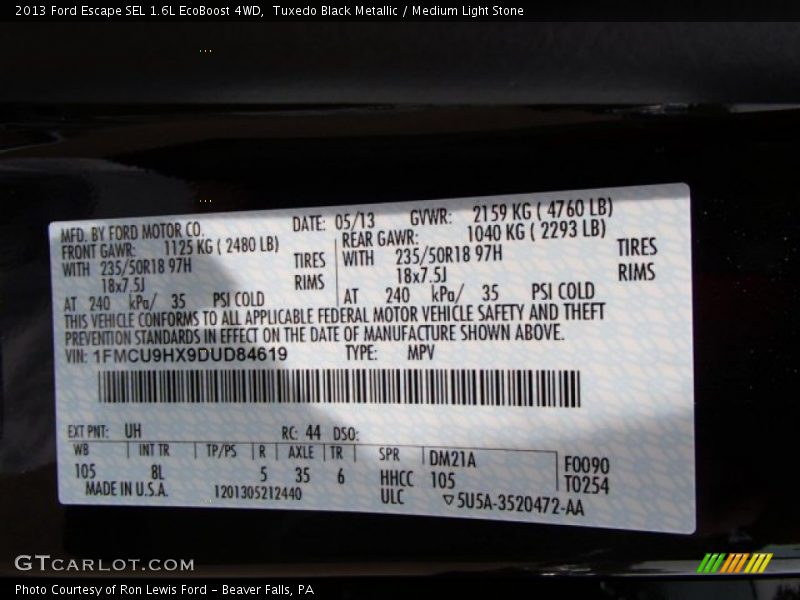 2013 Ford Escape SEL 1.6L EcoBoost 4WD, Tuxedo Black Metallic / Medium Light Stone
MFD. BY FORD MOTOR CO. DATE: 05/13 GVWR: 2159 KG ( 4760 LB)
FRONT GAWR: 1125 KG ( 2480 LB) REAR GAWR: 1040 KG ( 2293 LB)
WITH 235/50R18 97H TIRES WITH 235/50R18 97H TIRES
18x7.5J RIMS 18x7.5J RIMS
AT 240 kPa/ 35 PSI COLD AT 240 kPa/ 35 PSI COLD
THIS VEHICLE CONFORMS TO ALL APPLICABLE FEDERAL MOTOR VEHICLE SAFETY AND THEFT
PREVENTION STANDARDS IN EFFECT ON THE DATE OF MANUFACTURE SHOWN ABOVE.
VIN: 1FMCU9HX9DUD84619 TYPE: MPV
EXT PNT: UH RC: 44 DSO:
WB INT TR TP/PS R AXLE TR SPR DM21A F0090
105 8L 5 35 6 HHCC 105 T0254
MADE IN U.S.A. 1201305212440 ULC ▽5U5A-3520472-AA
GTCARLOT.COM
Photo Courtesy of Ron Lewis Ford - Beaver Falls, PA